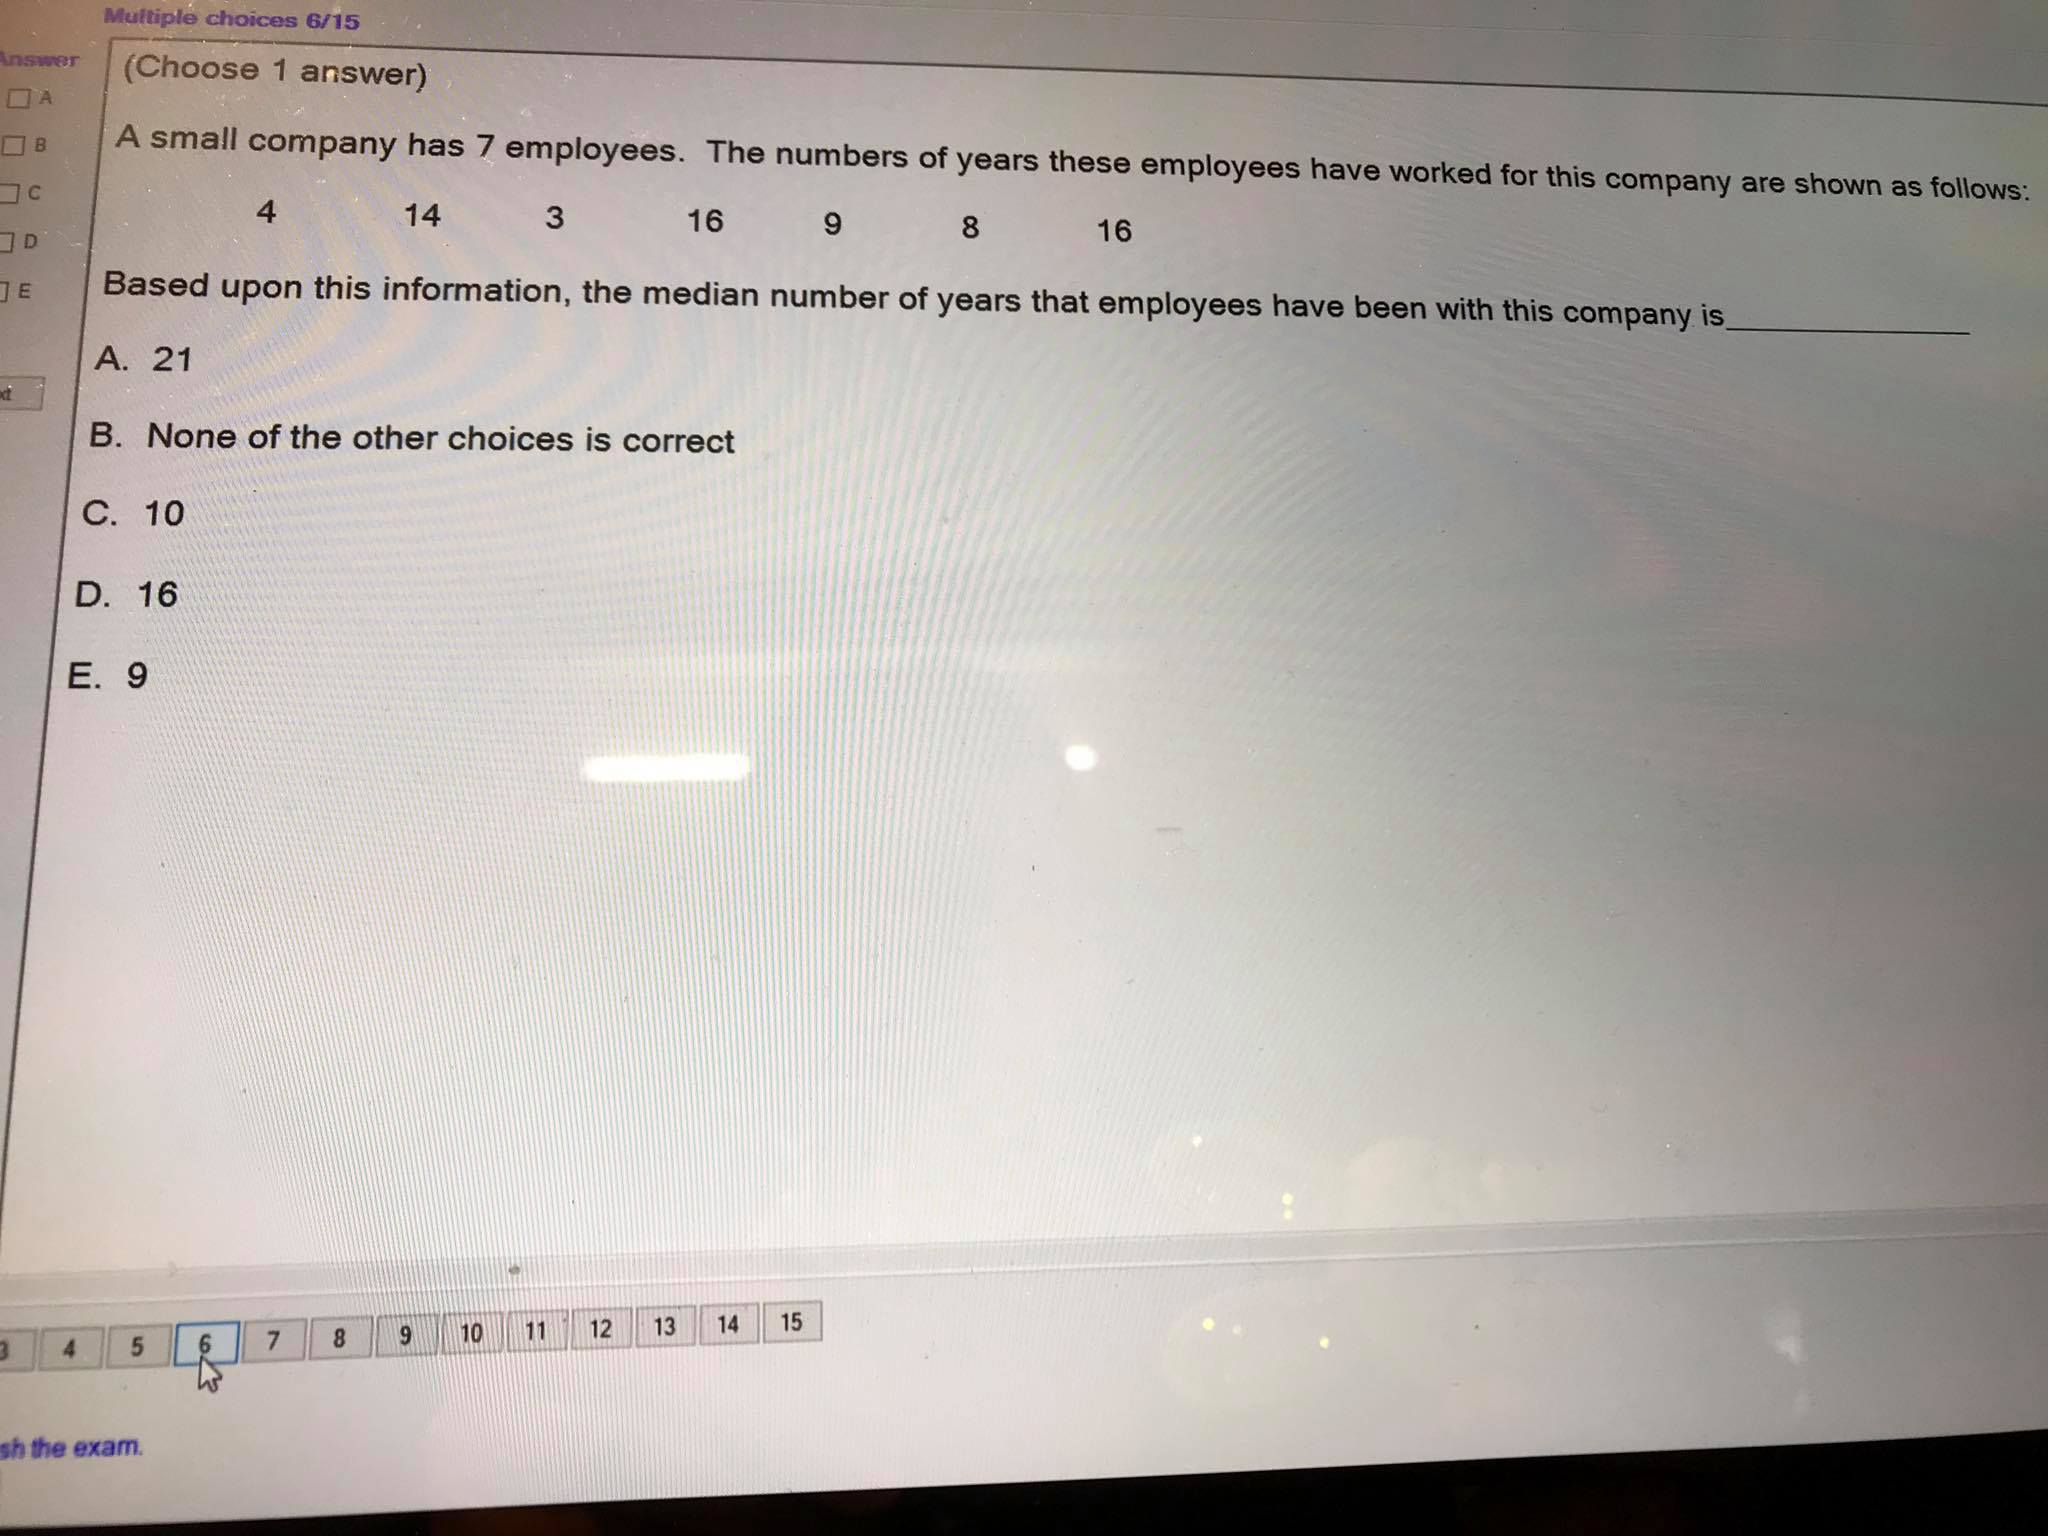 Multiple choices 6/15
Answer
A
B
C
D
E
(Choose 1 answer)
A small company has 7 employees. The numbers of years these employees have worked for this company are shown as follows:
4 14 3 16 9 8 16
Based upon this information, the median number of years that employees have been with this company is
A. 21
B. None of the other choices is correct
C. 10
D. 16
E. 9
3 4 5 6 7 8 9 10 11 12 13 14 15
the exam.